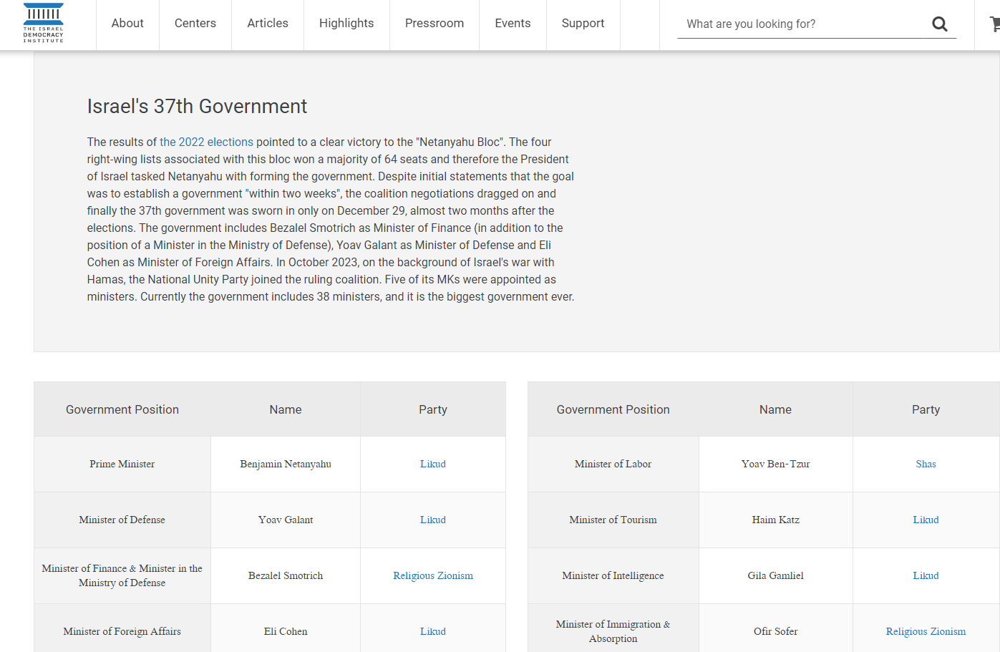 THE ISRAEL
DEMOCRACY
INSTITUTE
About
Centers
Articles
Highlights
Pressroom
Events
Support
What are you looking for?
Israel's 37th Government
The results of the 2022 elections pointed to a clear victory to the "Netanyahu Bloc". The four
right-wing lists associated with this bloc won a majority of 64 seats and therefore the President
of Israel tasked Netanyahu with forming the government. Despite initial statements that the goal
was to establish a government "within two weeks", the coalition negotiations dragged on and
finally the 37th government was sworn in only on December 29, almost two months after the
elections. The government includes Bezalel Smotrich as Minister of Finance (in addition to the
position of a Minister in the Ministry of Defense), Yoav Galant as Minister of Defense and Eli
Cohen as Minister of Foreign Affairs. In October 2023, on the background of Israel's war with
Hamas, the National Unity Party joined the ruling coalition. Five of its MKs were appointed as
ministers. Currently the government includes 38 ministers, and it is the biggest government ever.
Government Position Name Party
Prime Minister Benjamin Netanyahu Likud
Minister of Defense Yoav Galant Likud
Minister of Finance & Minister in the
Ministry of Defense Bezalel Smotrich Religious Zionism
Minister of Foreign Affairs Eli Cohen Likud
Government Position Name Party
Minister of Labor Yoav Ben-Tzur Shas
Minister of Tourism Haim Katz Likud
Minister of Intelligence Gila Gamliel Likud
Minister of Immigration &
Absorption Ofir Sofer Religious Zionism